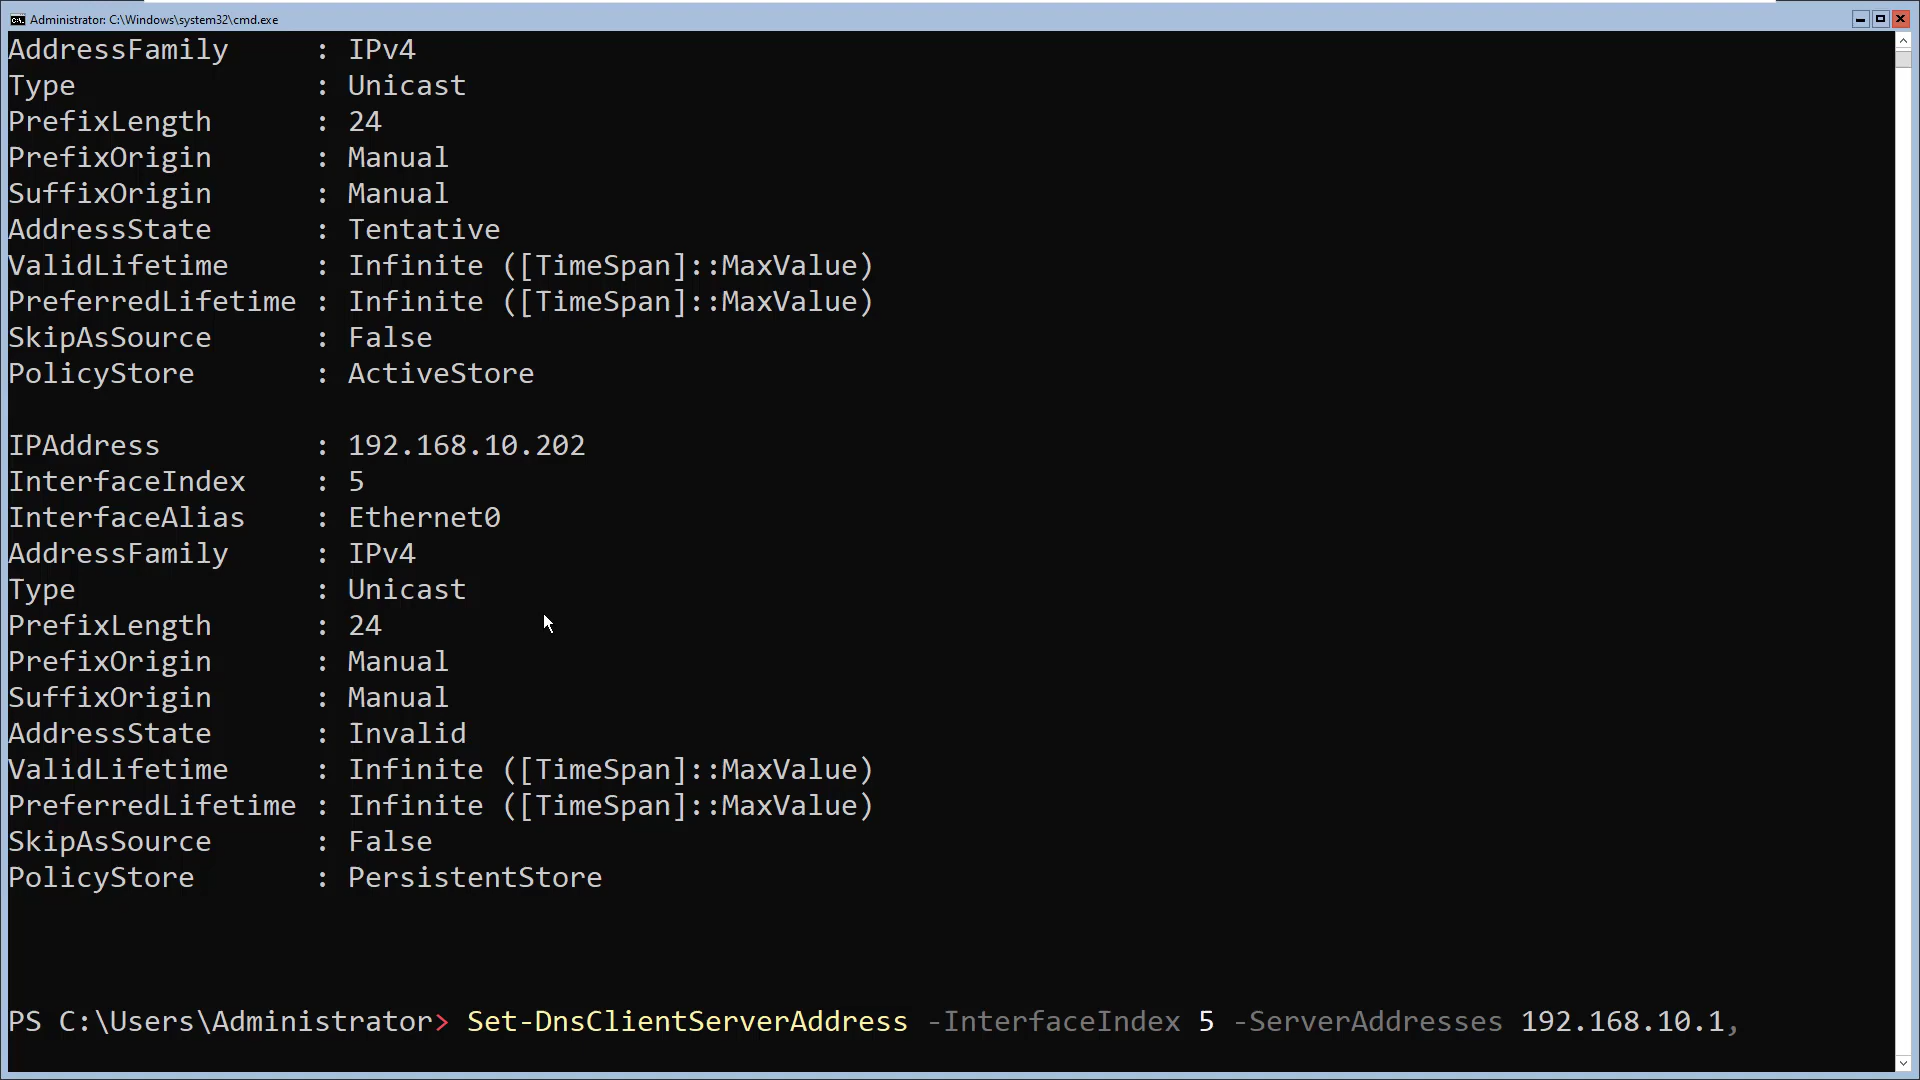 Administrator: C:\Windows\system32\cmd.exe
AddressFamily     : IPv4
Type              : Unicast
PrefixLength      : 24
PrefixOrigin      : Manual
SuffixOrigin      : Manual
AddressState      : Tentative
ValidLifetime     : Infinite ([TimeSpan]::MaxValue)
PreferredLifetime : Infinite ([TimeSpan]::MaxValue)
SkipAsSource      : False
PolicyStore       : ActiveStore
IPAddress         : 192.168.10.202
InterfaceIndex    : 5
InterfaceAlias    : Ethernet0
AddressFamily     : IPv4
Type              : Unicast
PrefixLength      : 24
PrefixOrigin      : Manual
SuffixOrigin      : Manual
AddressState      : Invalid
ValidLifetime     : Infinite ([TimeSpan]::MaxValue)
PreferredLifetime : Infinite ([TimeSpan]::MaxValue)
SkipAsSource      : False
PolicyStore       : PersistentStore
PS C:\Users\Administrator> Set-DnsClientServerAddress -InterfaceIndex 5 -ServerAddresses 192.168.10.1,